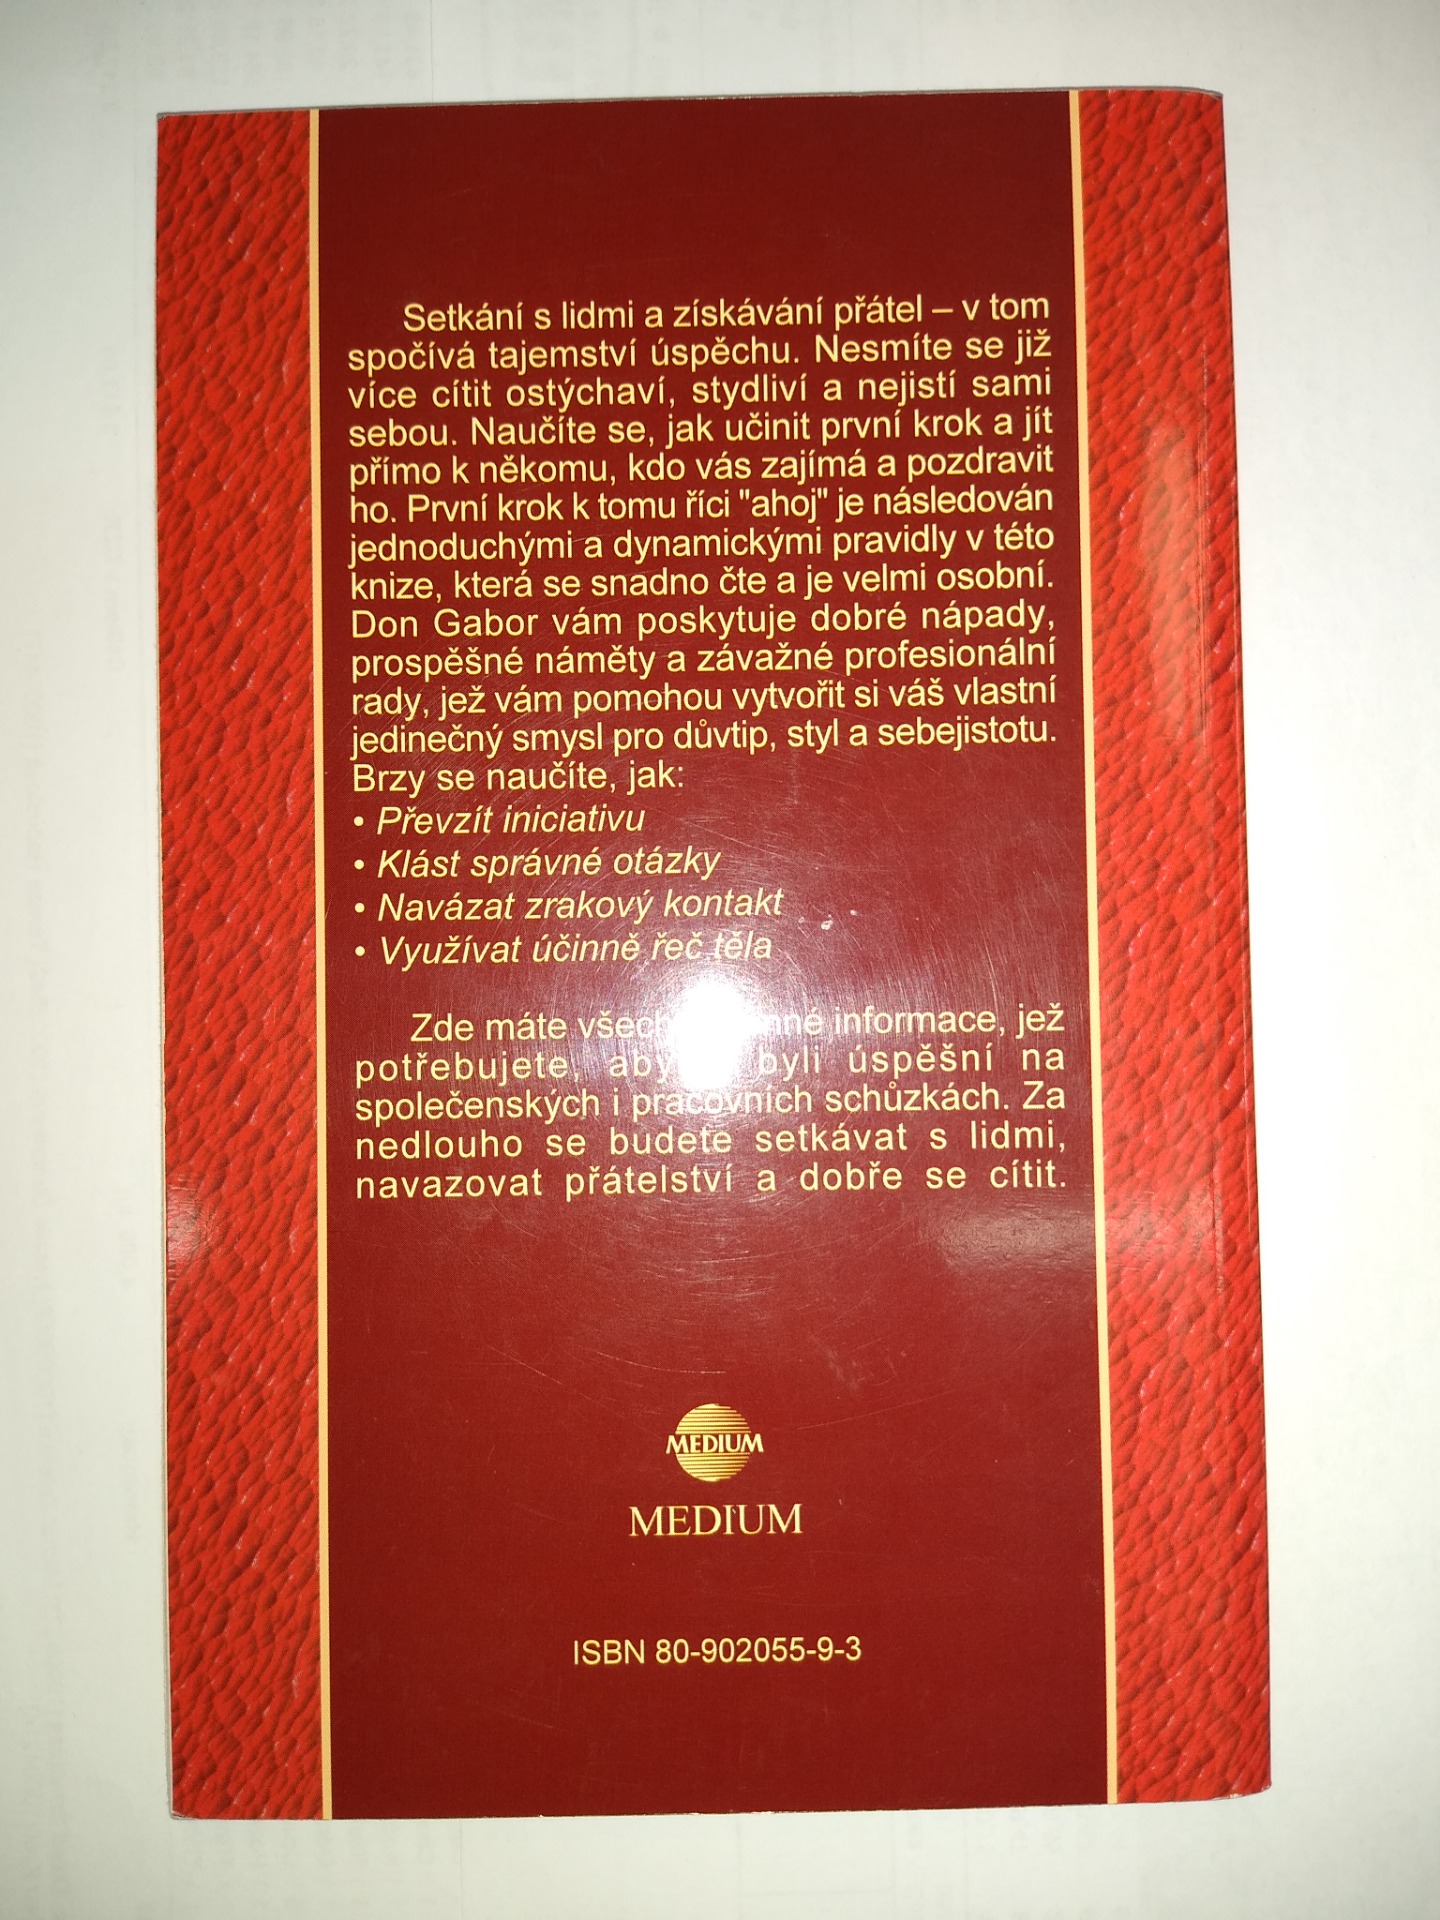 Setkání s lidmi a získávání přátel – v tom
spočívá tajemství úspěchu. Nesmíte se již
více cítit ostýchaví, stydliví a nejistí sami
sebou. Naučíte se, jak učinit první krok a jít
přímo k někomu, kdo vás zajímá a pozdravit
ho. První krok k tomu říci "ahoj" je následován
jednoduchými a dynamickými pravidly v této
knize, která se snadno čte a je velmi osobní.
Don Gabor vám poskytuje dobré nápady,
prospěšné náměty a závažné profesionální
rady, jež vám pomohou vytvořit si váš vlastní
jedinečný smysl pro důvtip, styl a sebejistotu.
Brzy se naučíte, jak:
• Převzít iniciativu
• Klást správné otázky
• Navázat zrakový kontakt
• Využívat účinně řeč těla
Zde máte informace, jež
potřebujete, byli úspěšní na
společenských i pracovních schůzkách. Za
nedlouho se budete setkávat s lidmi,
navazovat přátelství a dobře se cítit.
MEDIUM
MEDIUM
ISBN 80-902055-9-3